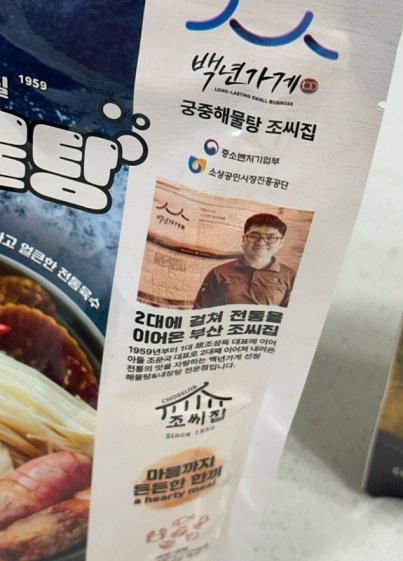 백년가게
LONG-LASTING SMALL BUSINESS
궁중해물탕 조씨집
중소벤처기업부
소상공인시장진흥공단
1959
탕
얼큰한 전통육수
백년가게
2대에 걸쳐 전통을
이어온 부산 조씨집
1959년부터 1대 故조성득 대표에 이어
아들 조문국 대표로 2대째 이어져 내려온
전통의 맛을 자랑하는 백년가게 선정
해물탕&내장탕 전문점입니다.
CHOSSIJIB
조씨집
Since 1959
마음까지
든든한 한끼
a hearty meal